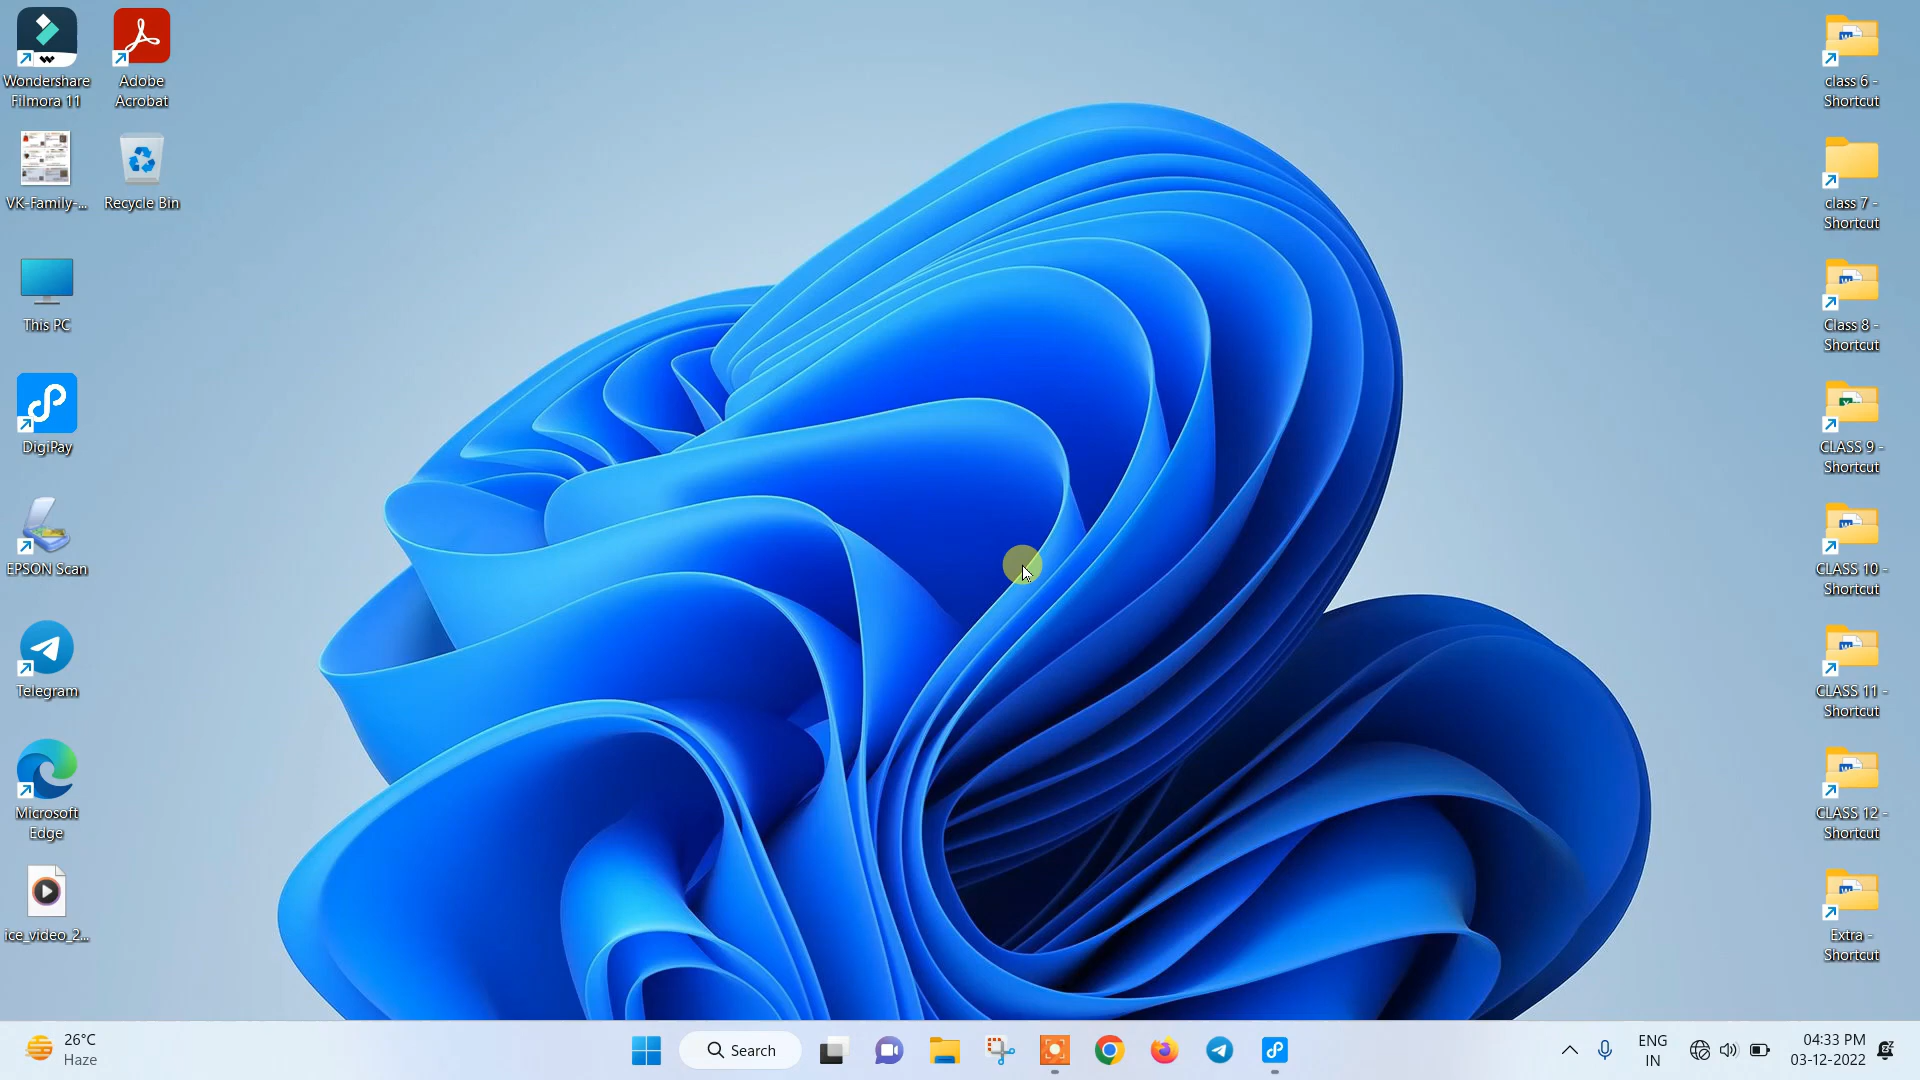 Wondershare
Filmora 11
Adobe
Acrobat
VK-Family-...
Recycle Bin
This PC
DigiPay
EPSON Scan
Telegram
Microsoft
Edge
ice_video_2...
class 6 -
Shortcut
class 7 -
Shortcut
Class 8 -
Shortcut
CLASS 9 -
Shortcut
CLASS 10 -
Shortcut
CLASS 11 -
Shortcut
CLASS 12 -
Shortcut
Extra -
Shortcut
26°C
Haze
Search
ENG
IN
04:33 PM
03-12-2022